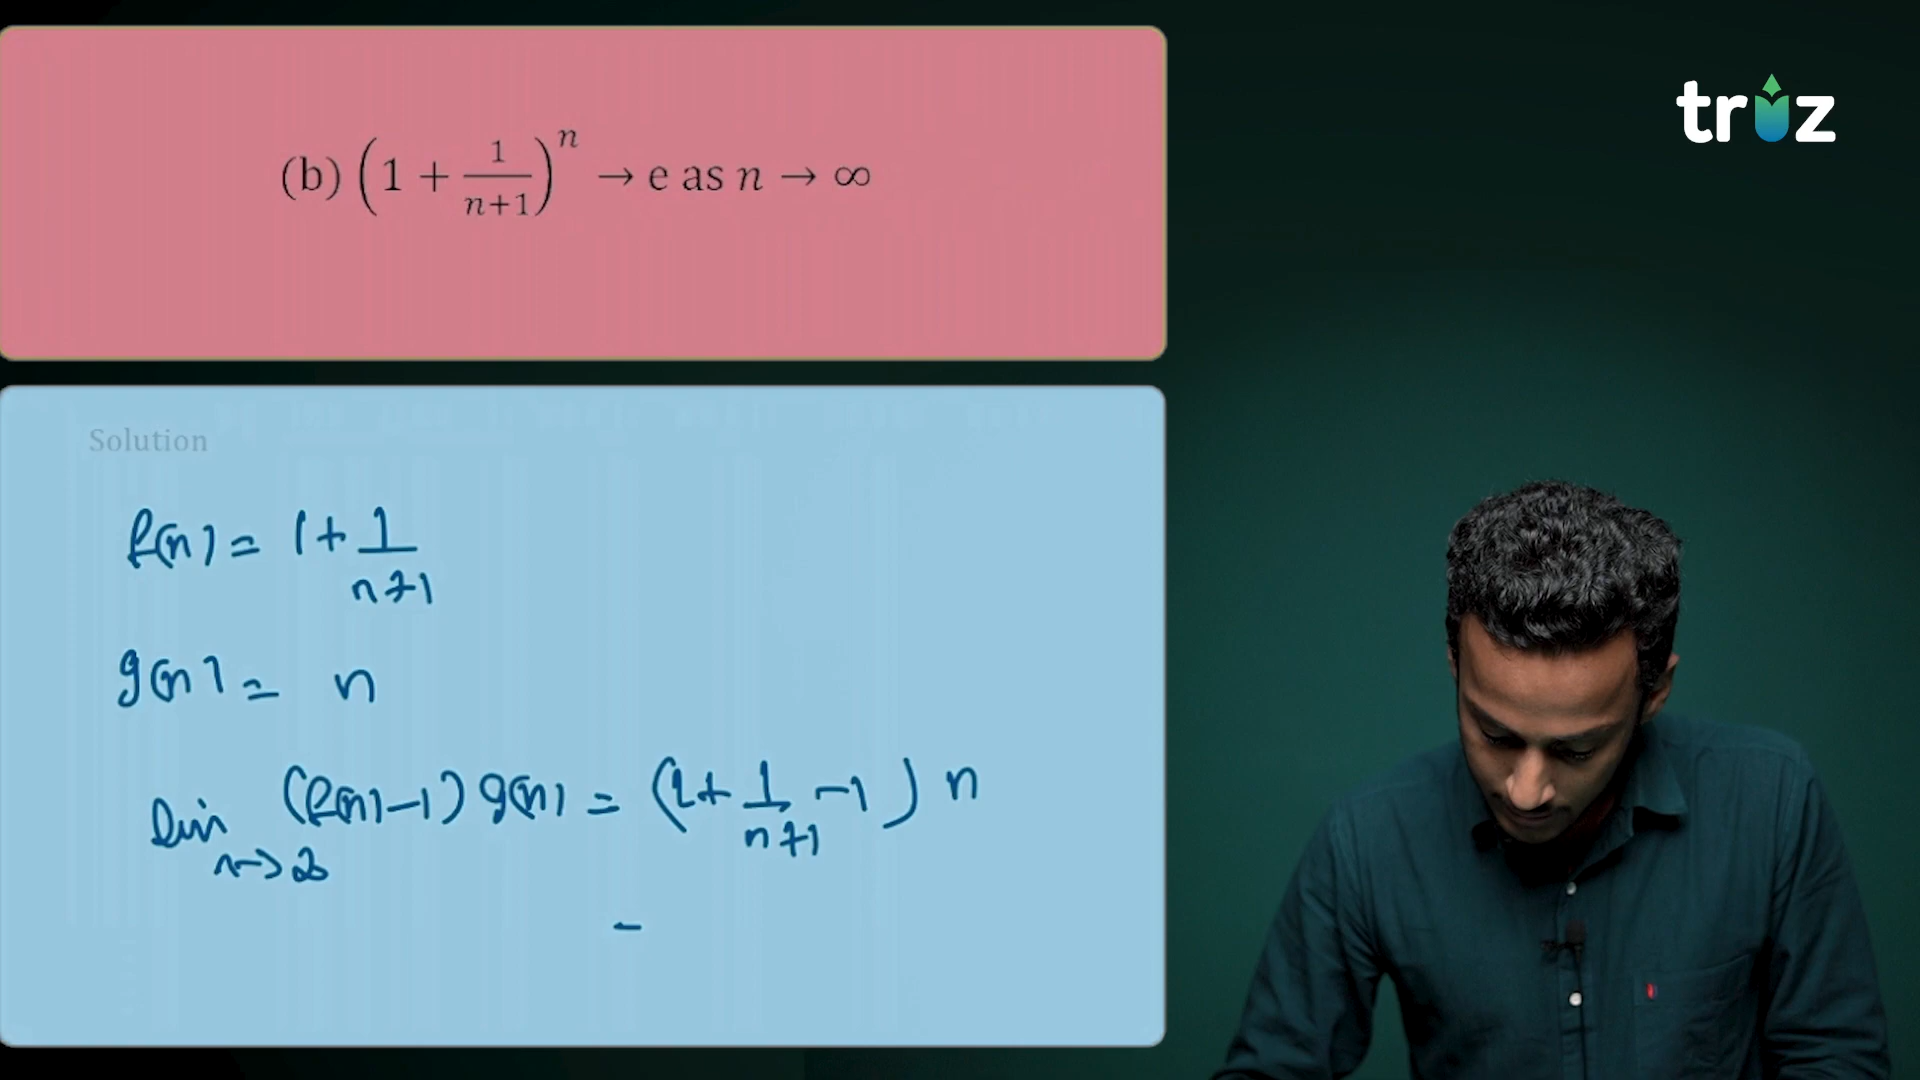 truz
(b) (1 + 1/(n+1))^n → e as n → ∞
Solution
f(n) = 1 + 1/(n+1)
g(n) = n
lim n→∞ (f(n)-1) g(n) = (1 + 1/(n+1) - 1) n
-